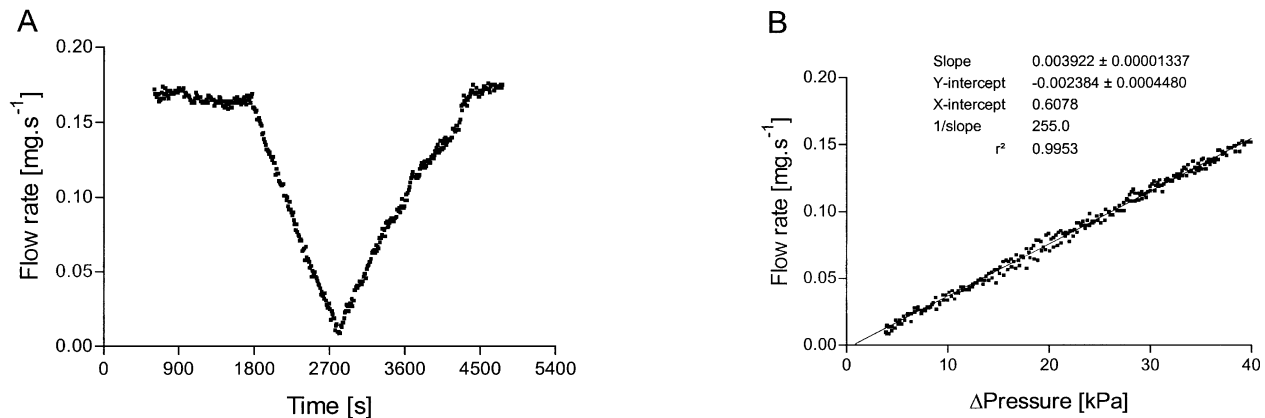 A
Flow rate [mg.s⁻¹]
0.20
0.15
0.10
0.05
0.00
0 900 1800 2700 3600 4500 5400
Time [s]
B
Slope 0.003922 ± 0.00001337
Y-intercept -0.002384 ± 0.0004480
X-intercept 0.6078
1/slope 255.0
r² 0.9953
Flow rate [mg.s⁻¹]
0.20
0.15
0.10
0.05
0.00
0 10 20 30 40
ΔPressure [kPa]